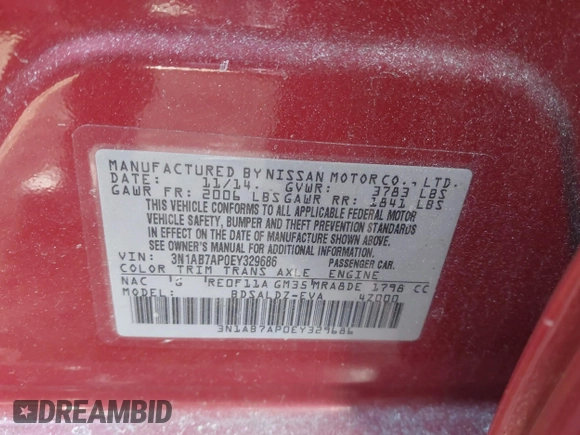 MANUFACTURED BY NISSAN MOTOR CO., LTD.
DATE: 11/14. GVWR: 3783 LBS
GAWR FR: 2006 LBS GAWR RR: 1841 LBS
THIS VEHICLE CONFORMS TO ALL APPLICABLE FEDERAL MOTOR
VEHICLE SAFETY, BUMPER AND THEFT PREVENTION STANDARDS
IN EFFECT ON THE DATE OF MANUFACTURE SHOWN ABOVE.
SEE OWNER'S MANUAL FOR ADDITIONAL INFORMATION.
VIN: 3N1AB7AP0EY329686 PASSENGER CAR.
COLOR TRIM TRANS AXLE ENGINE
NAC G RE0F11A GM35 MRA8DE 1798 CC
MODEL: BDSALDZ-EVA 4Z000
3N1AB7AP0EY329686
DREAMBID